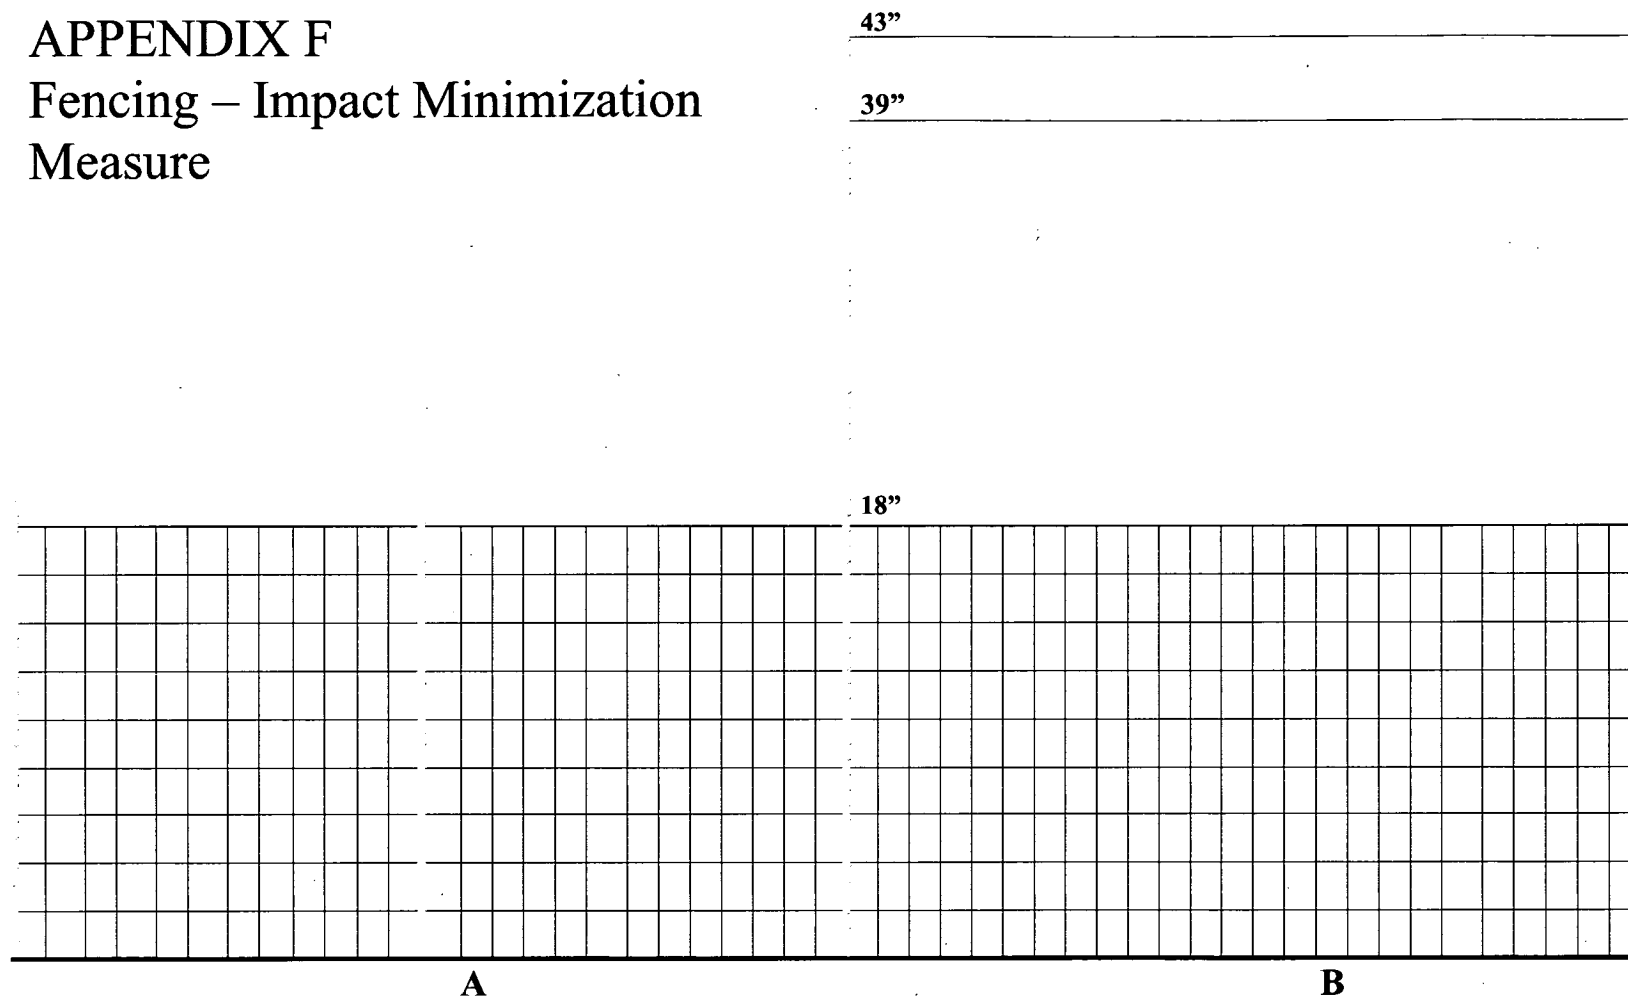 APPENDIX F
Fencing – Impact Minimization
Measure
43”
39”
18”
A
B